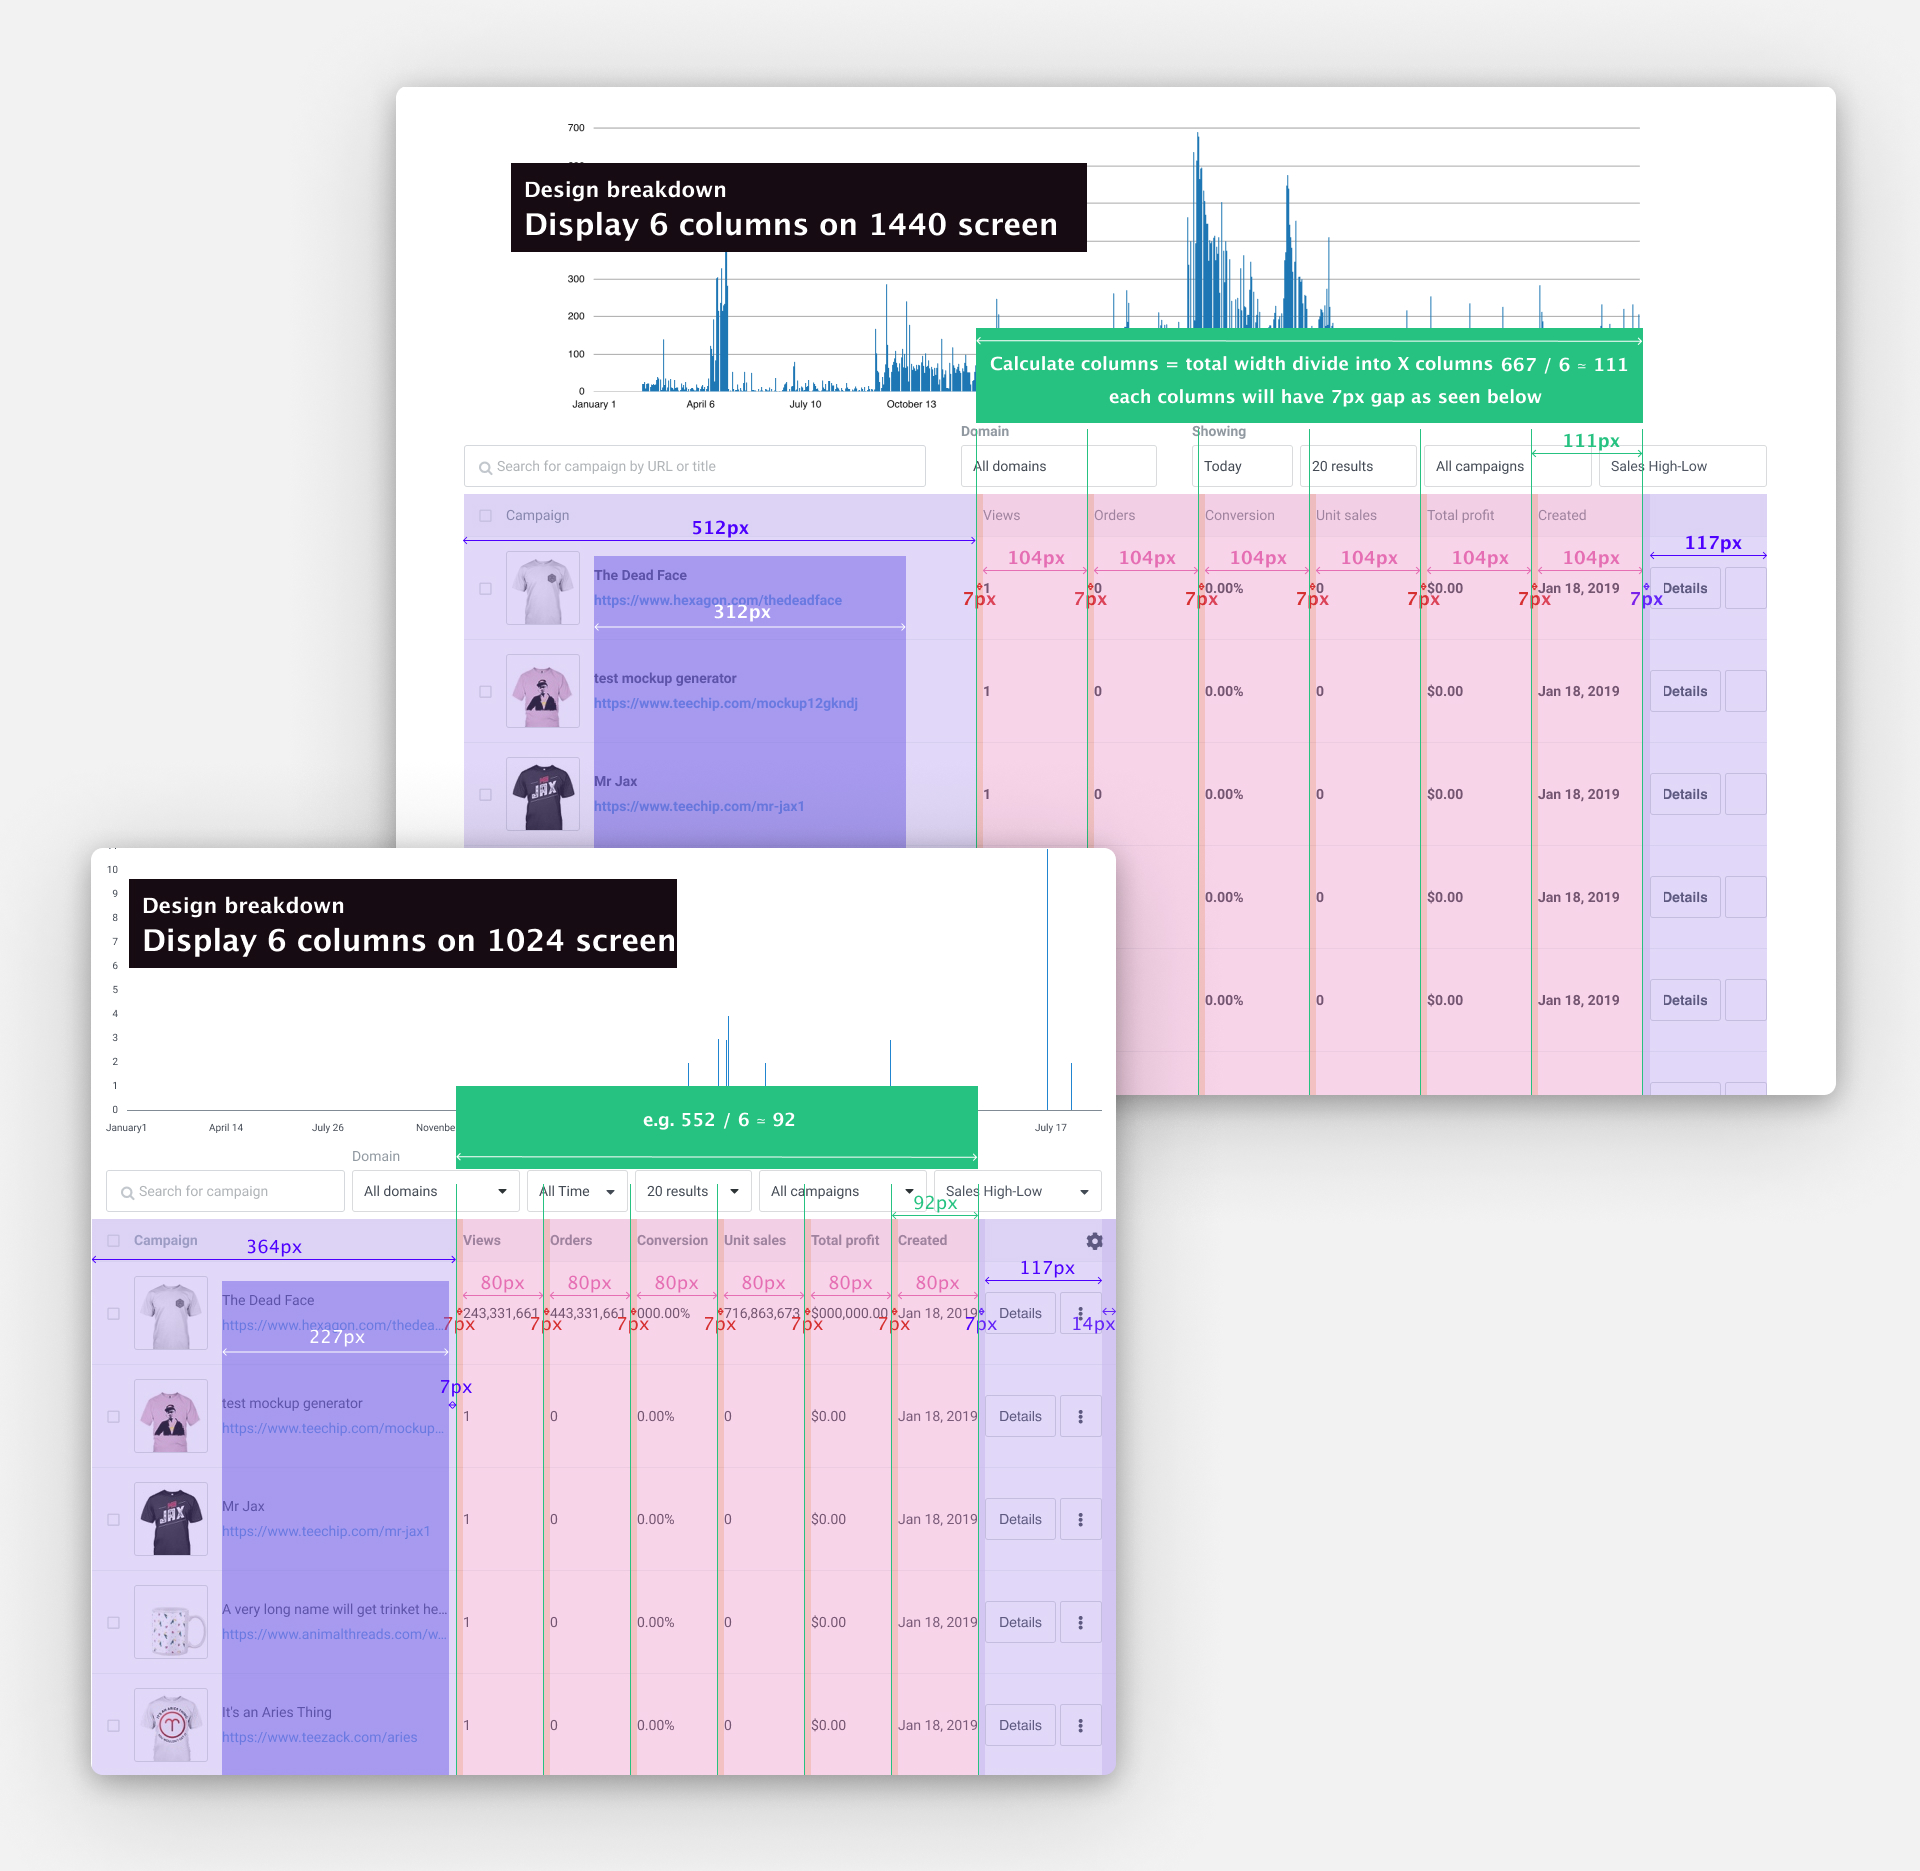 700
Design breakdown
Display 6 columns on 1440 screen
300
200
100
0
January 1 April 6 July 10 October 13
Calculate columns = total width divide into X columns 667 / 6 ≈ 111
each columns will have 7px gap as seen below
Domain Showing
111px
Search for campaign by URL or title All domains Today 20 results All campaigns Sales High-Low
Campaign Views Orders Conversion Unit sales Total profit Created
512px 117px
104px 104px 104px 104px 104px 104px
The Dead Face
1 0 0.00% 0 $0.00 Jan 18, 2019 Details
https://www.hexagon.com/thedeadface
7px 7px 7px 7px 7px 7px 7px
312px
test mockup generator
1 0 0.00% 0 $0.00 Jan 18, 2019 Details
https://www.teechip.com/mockup12gkndj
Mr Jax
JAX
1 0 0.00% 0 $0.00 Jan 18, 2019 Details
https://www.teechip.com/mr-jax1
0.00% 0 $0.00 Jan 18, 2019 Details
0.00% 0 $0.00 Jan 18, 2019 Details
10
9
Design breakdown
8
Display 6 columns on 1024 screen
7
6
5
4
3
2
1
0
e.g. 552 / 6 ≈ 92
January1 April 14 July 26 Novenbe July 17
Domain
Search for campaign All domains All Time 20 results All campaigns Sales High-Low
92px
Campaign Views Orders Conversion Unit sales Total profit Created
364px 117px
80px 80px 80px 80px 80px 80px
The Dead Face
243,331,661 443,331,661 000.00% 716,863,673 $000,000.00 Jan 18, 2019 Details
https://www.hexagon.com/thedea...
7px 7px 7px 7px 7px 7px 7px 14px
227px
7px
test mockup generator
1 0 0.00% 0 $0.00 Jan 18, 2019 Details
https://www.teechip.com/mockup...
Mr Jax
JAX
1 0 0.00% 0 $0.00 Jan 18, 2019 Details
https://www.teechip.com/mr-jax1
A very long name will get trinket he...
1 0 0.00% 0 $0.00 Jan 18, 2019 Details
https://www.animalthreads.com/w...
It's an Aries Thing
1 0 0.00% 0 $0.00 Jan 18, 2019 Details
https://www.teezack.com/aries